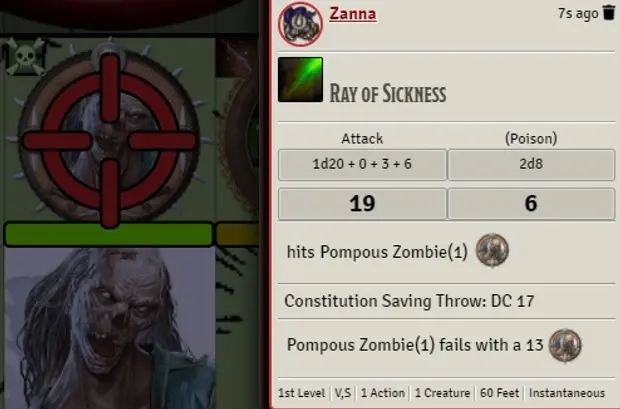 Zanna 7s ago
Ray of Sickness
Attack (Poison)
1d20 + 0 + 3 + 6 2d8
19 6
hits Pompous Zombie(1)
Constitution Saving Throw: DC 17
Pompous Zombie(1) fails with a 13
1st Level V,S 1 Action 1 Creature 60 Feet Instantaneous